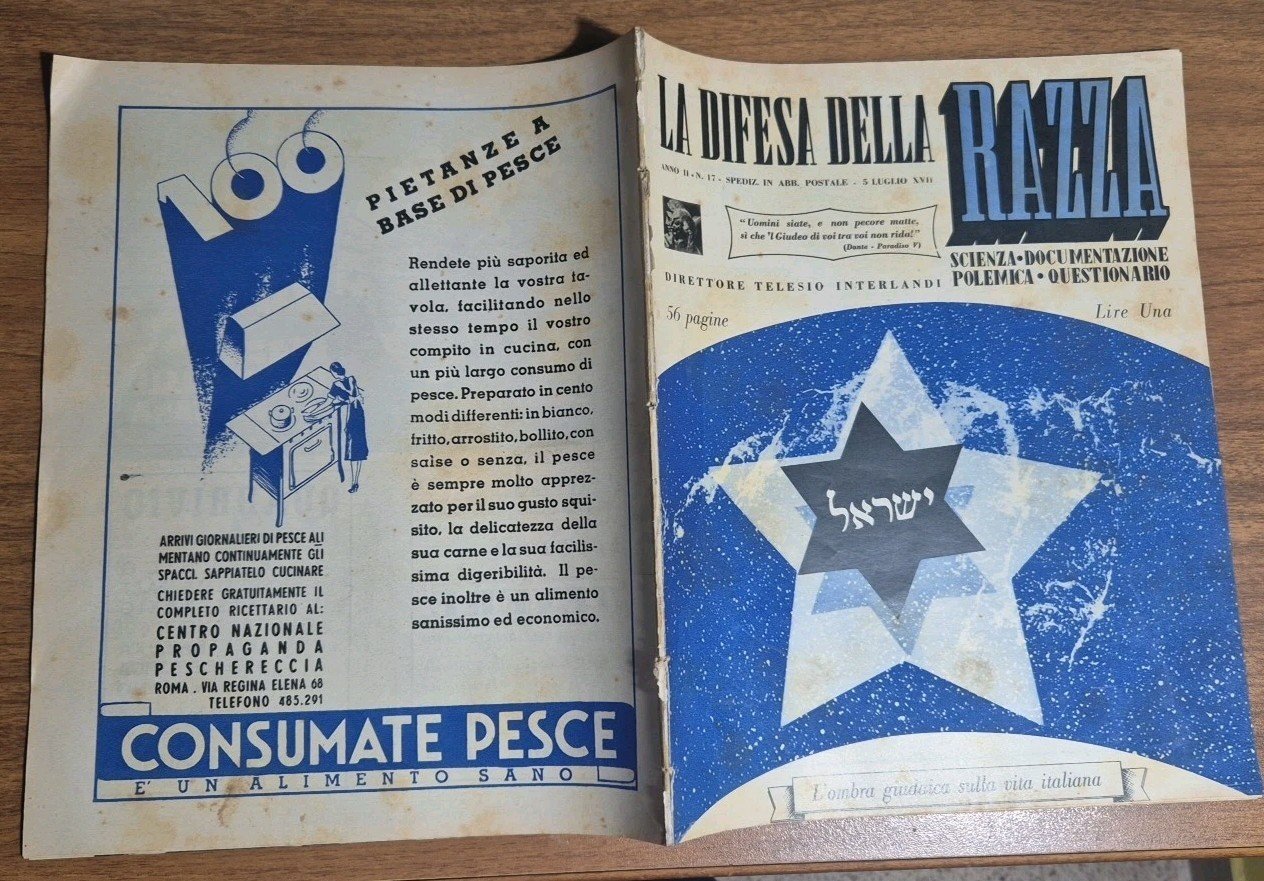 100
PIETANZE A
BASE DI PESCE
Rendete più saporita ed
allettante la vostra ta-
vola, facilitando nello
stesso tempo il vostro
compito in cucina, con
un più largo consumo di
pesce. Preparato in cento
modi differenti: in bianco,
fritto, arrostito, bollito, con
salse o senza, il pesce
è sempre molto apprez-
zato per il suo gusto squi-
sito, la delicatezza della
sua carne e la sua facilis-
sima digeribilità. Il pe-
sce inoltre è un alimento
sanissimo ed economico.
ARRIVI GIORNALIERI DI PESCE ALI
MENTANO CONTINUAMENTE GLI
SPACCI. SAPPIATELO CUCINARE
CHIEDERE GRATUITAMENTE IL
COMPLETO RICETTARIO AL:
CENTRO NAZIONALE
PROPAGANDA
PESCHERECCIA
ROMA . VIA REGINA ELENA 68
TELEFONO 485.291
CONSUMATE PESCE
E' UN ALIMENTO SANO
LA DIFESA DELLA
RAZZA
ANNO II - N. 17 - SPEDIZ. IN ABB. POSTALE - 5 LUGLIO XVII
"Uomini siate, e non pecore matte,
sì che 'l Giudeo di voi tra voi non rida!"
(Dante - Paradiso V)
SCIENZA•DOCUMENTAZIONE
POLEMICA•QUESTIONARIO
DIRETTORE TELESIO INTERLANDI
56 pagine
Lire Una
ישראל
L'ombra giudaica sulla vita italiana